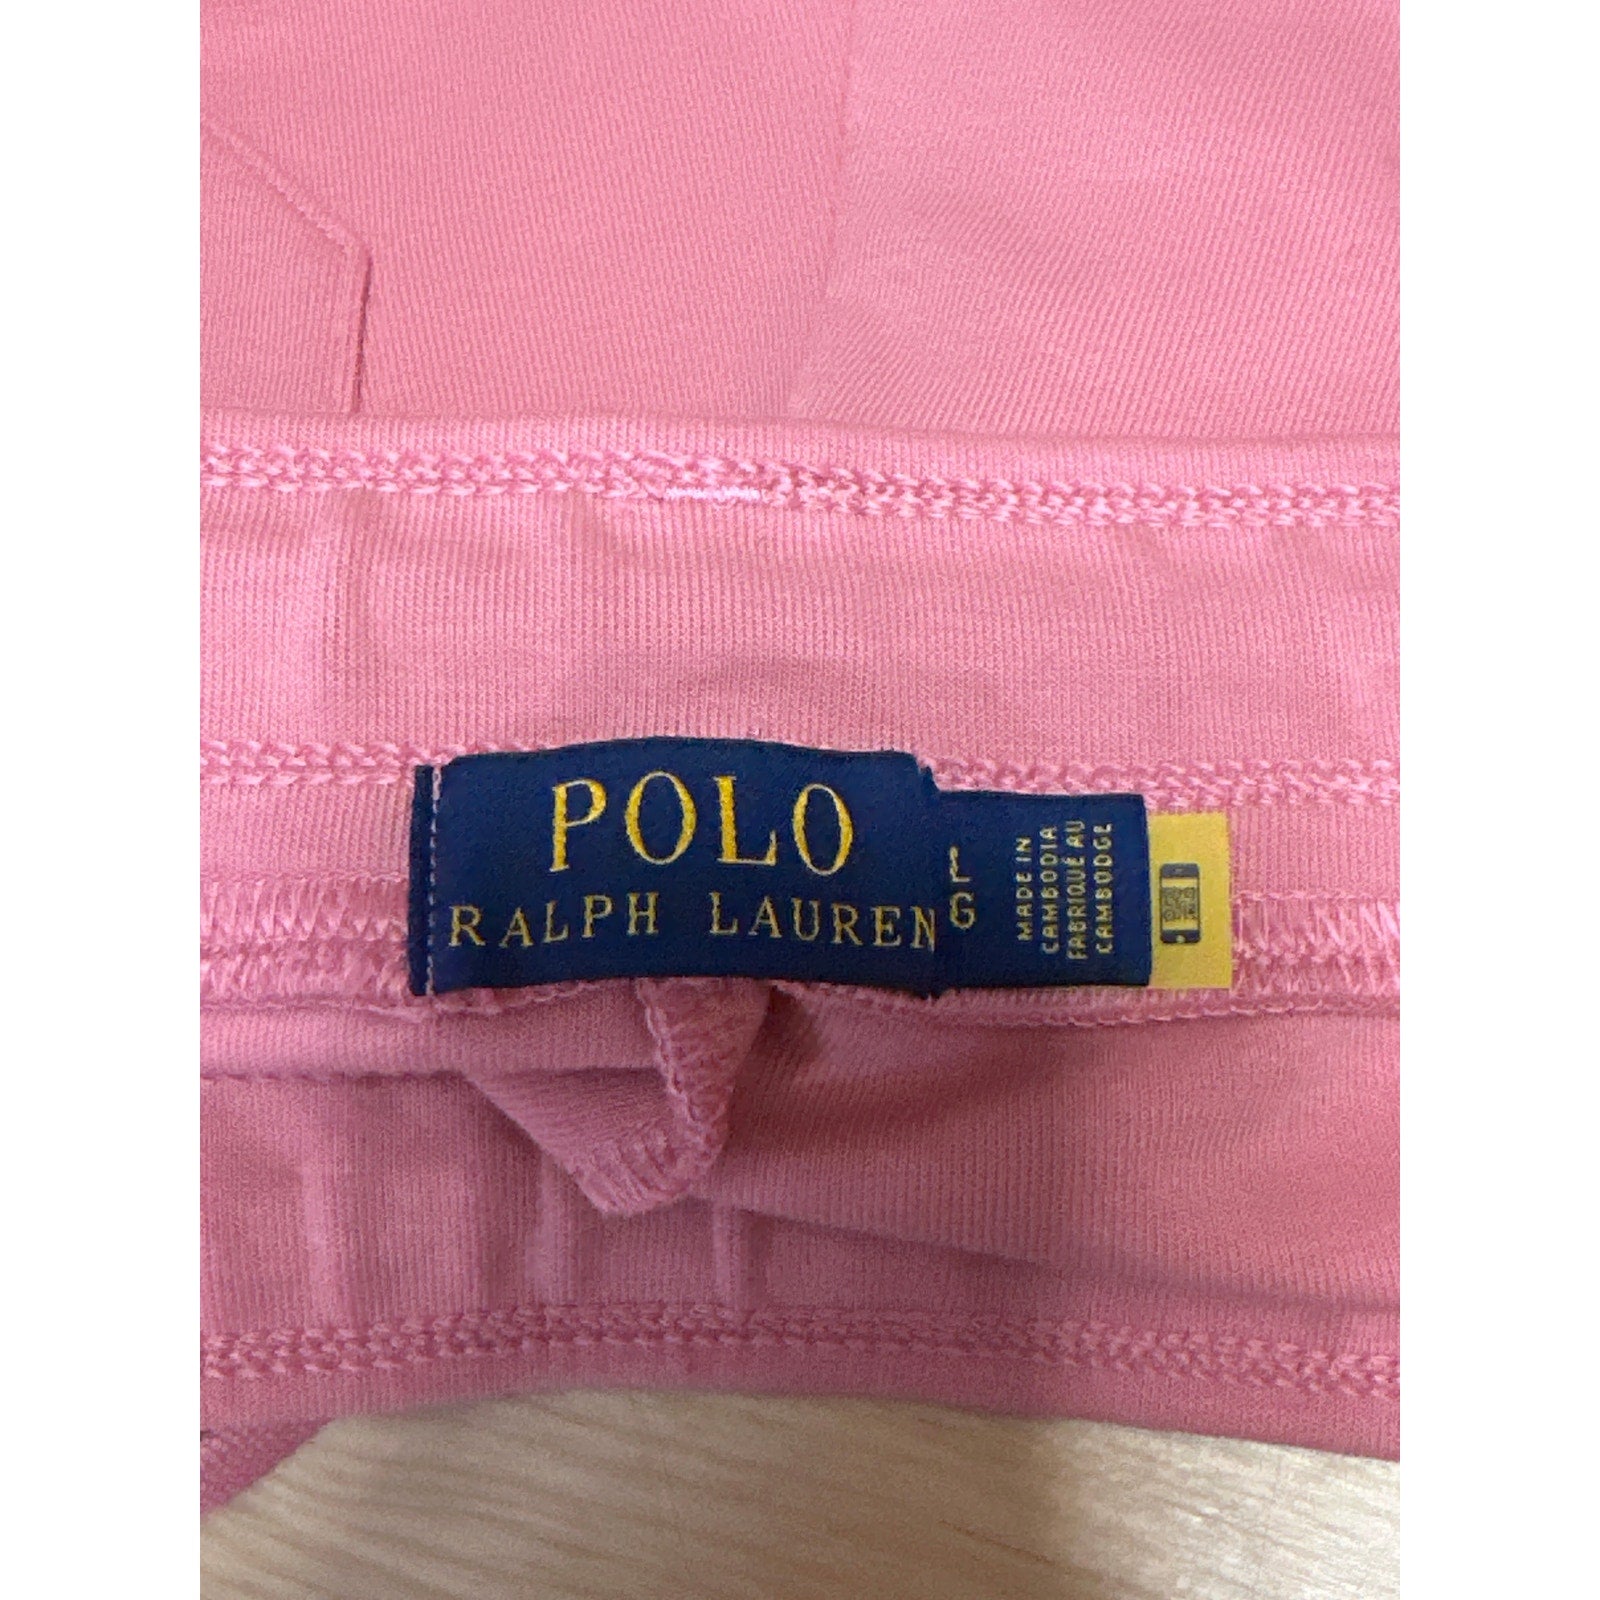 POLO
RALPH LAUREN
L
G
MADE IN
CAMBODIA
FABRIQUÉ AU
CAMBODGE